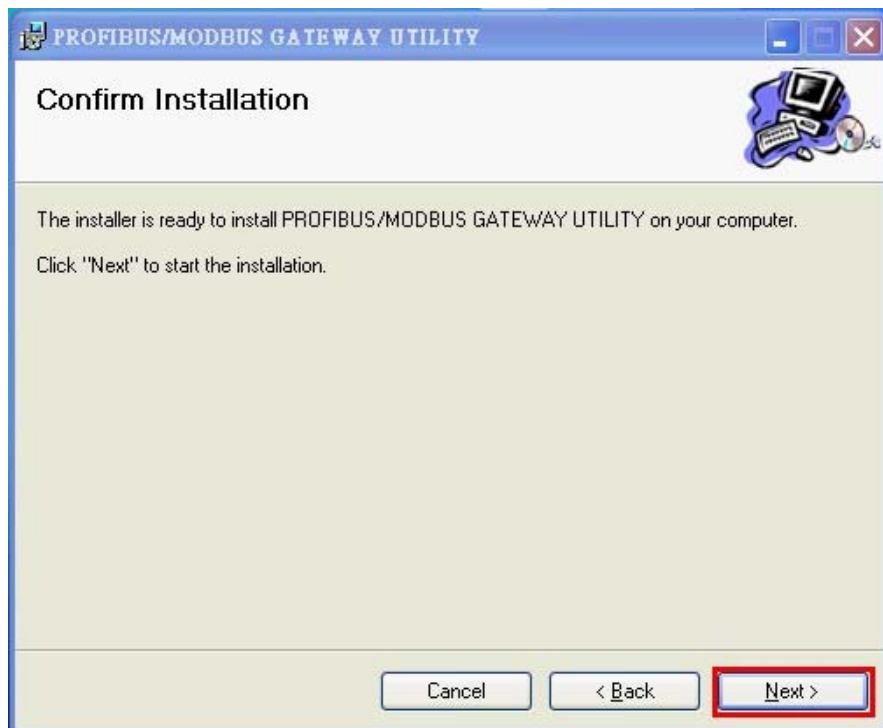 PROFIBUS/MODBUS GATEWAY UTILITY
Confirm Installation
The installer is ready to install PROFIBUS/MODBUS GATEWAY UTILITY on your computer.
Click "Next" to start the installation.
Cancel
< Back
Next >